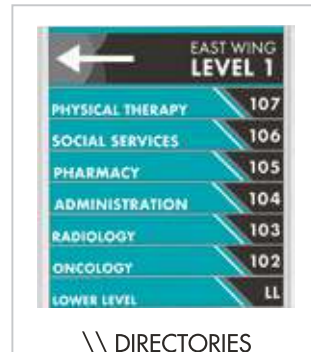 EAST WING
LEVEL 1
PHYSICAL THERAPY 107
SOCIAL SERVICES 106
PHARMACY 105
ADMINISTRATION 104
RADIOLOGY 103
ONCOLOGY 102
LOWER LEVEL LL
\\ DIRECTORIES